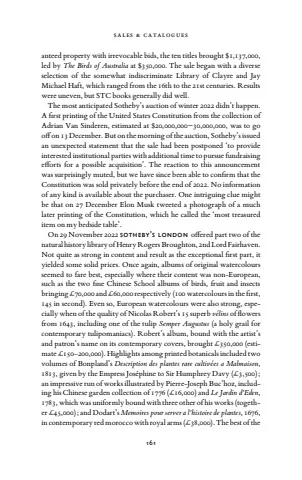 SALES & CATALOGUES
anteed property with irrevocable bids, the ten titles brought $1,137,000,
led by The Birds of Australia at $350,000. The sale began with a diverse
selection of the somewhat indiscriminate Library of Clayre and Jay
Michael Haft, which ranged from the 16th to the 21st centuries. Results
were uneven, but STC books generally did well.
The most anticipated Sotheby's auction of winter 2022 didn't happen.
A first printing of the United States Constitution from the collection of
Adrian Van Sinderen, estimated at $20,000,000–30,000,000, was to go
off on 13 December. But on the morning of the auction, Sotheby's issued
an unexpected statement that the sale had been postponed 'to provide
interested institutional parties with additional time to pursue fundraising
efforts for a possible acquisition'. The reaction to this announcement
was surprisingly muted, but we have since been able to confirm that the
Constitution was sold privately before the end of 2022. No information
of any kind is available about the purchaser. One intriguing clue might
be that on 27 December Elon Musk tweeted a photograph of a much
later printing of the Constitution, which he called the 'most treasured
item on my bedside table'.
On 29 November 2022 SOTHEBY'S LONDON offered part two of the
natural history library of Henry Rogers Broughton, 2nd Lord Fairhaven.
Not quite as strong in content and result as the exceptional first part, it
yielded some solid prices. Once again, albums of original watercolours
seemed to fare best, especially where their content was non-European,
such as the two fine Chinese School albums of birds, fruit and insects
bringing £70,000 and £60,000 respectively (100 watercolours in the first,
145 in second). Even so, European watercolours were also strong, espe-
cially when of the quality of Nicolas Robert's 15 superb vélins of flowers
from 1643, including one of the tulip Semper Augustus (a holy grail for
contemporary tulipomaniacs). Robert's album, bound with the artist's
and patron's name on its contemporary covers, brought £350,000 (esti-
mate £150–200,000). Highlights among printed botanicals included two
volumes of Bonpland's Description des plantes rare cultivées a Malmaison,
1813, given by the Empress Joséphine to Sir Humphrey Davy (£3,500);
an impressive run of works illustrated by Pierre-Joseph Buc'hoz, includ-
ing his Chinese garden collection of 1776 (£16,000) and Le Jardin d'Eden,
1783, which was uniformly bound with three other of his works (togeth-
er £45,000); and Dodart's Memoires pour server a l'histoire de plantes, 1676,
in contemporary red morocco with royal arms (£38,000). The best of the
161